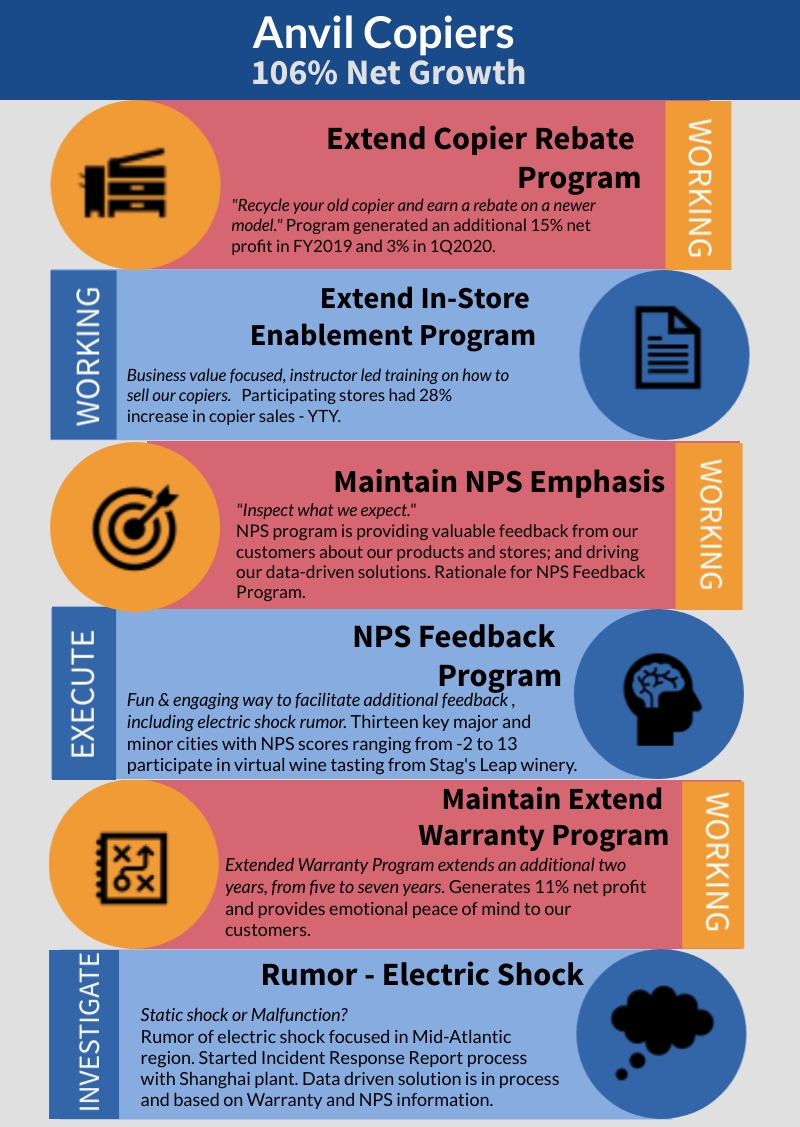 Anvil Copiers
106% Net Growth
Extend Copier Rebate
Program
"Recycle your old copier and earn a rebate on a newer
model." Program generated an additional 15% net
profit in FY2019 and 3% in 1Q2020.
WORKING
WORKING
Extend In-Store
Enablement Program
Business value focused, instructor led training on how to
sell our copiers. Participating stores had 28%
increase in copier sales - YTY.
Maintain NPS Emphasis
"Inspect what we expect."
NPS program is providing valuable feedback from our
customers about our products and stores; and driving
our data-driven solutions. Rationale for NPS Feedback
Program.
WORKING
EXECUTE
NPS Feedback
Program
Fun & engaging way to facilitate additional feedback ,
including electric shock rumor. Thirteen key major and
minor cities with NPS scores ranging from -2 to 13
participate in virtual wine tasting from Stag's Leap winery.
Maintain Extend
Warranty Program
Extended Warranty Program extends an additional two
years, from five to seven years. Generates 11% net profit
and provides emotional peace of mind to our
customers.
WORKING
INVESTIGATE
Rumor - Electric Shock
Static shock or Malfunction?
Rumor of electric shock focused in Mid-Atlantic
region. Started Incident Response Report process
with Shanghai plant. Data driven solution is in process
and based on Warranty and NPS information.